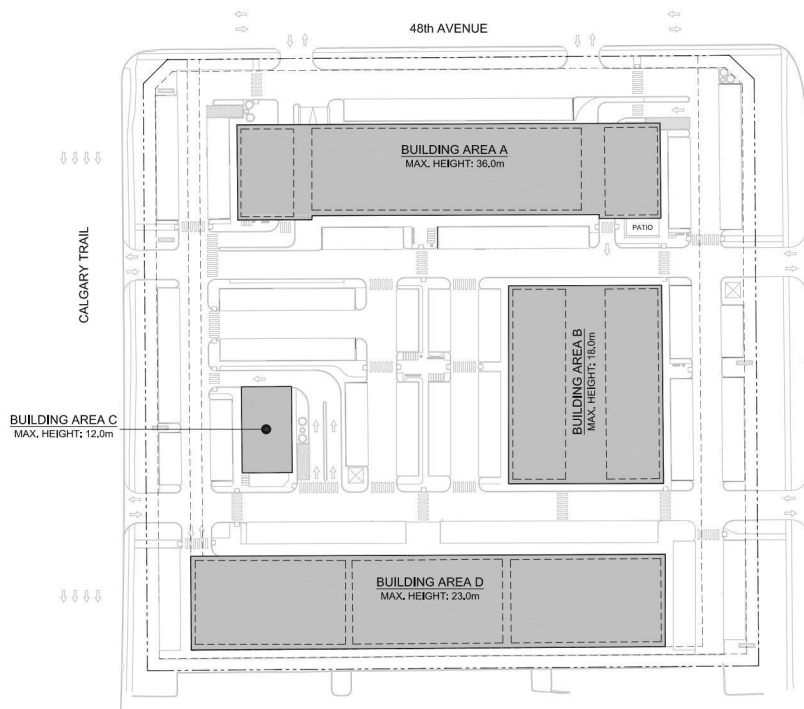 48th AVENUE
BUILDING AREA A
MAX. HEIGHT: 36.0m
PATIO
CALGARY TRAIL
BUILDING AREA B
MAX. HEIGHT: 18.0m
BUILDING AREA C
MAX. HEIGHT: 12.0m
BUILDING AREA D
MAX. HEIGHT: 23.0m